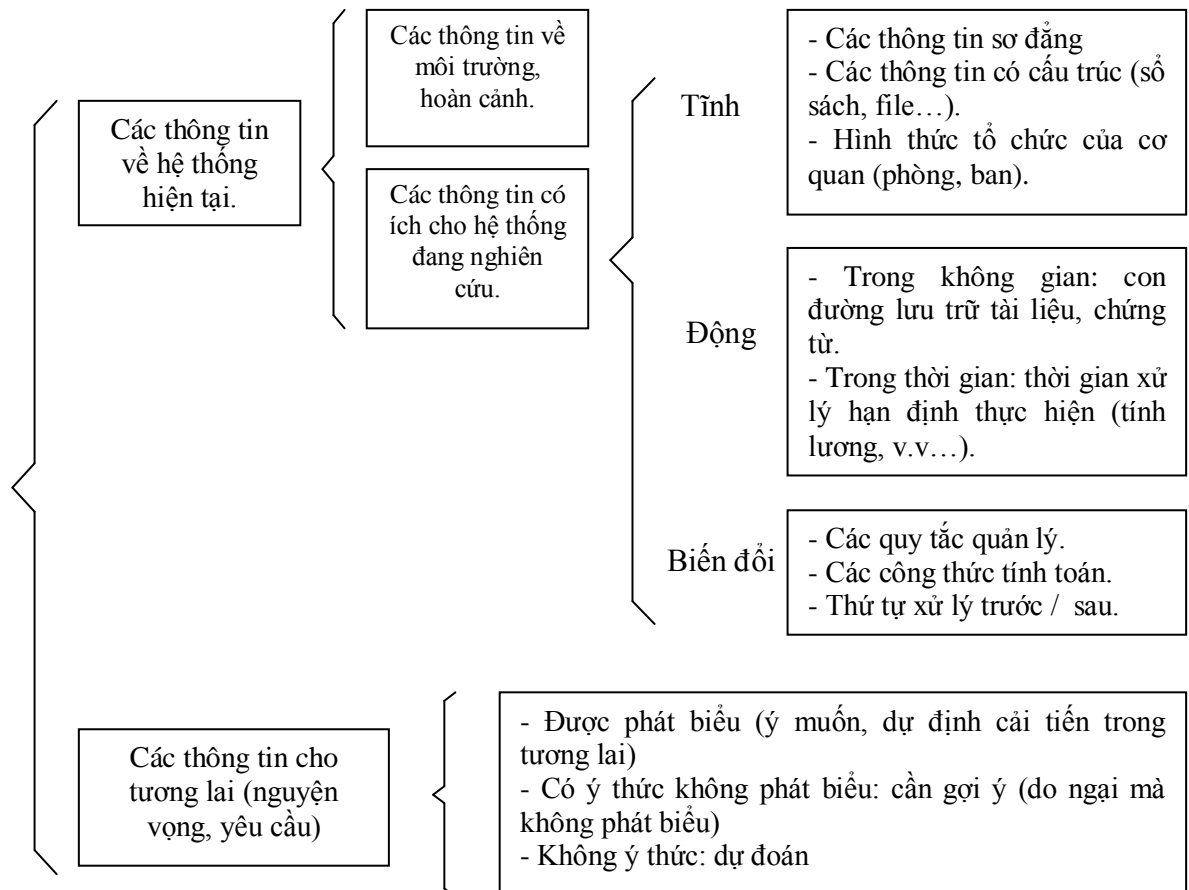 Các thông tin
về hệ thống
hiện tại.
Các thông tin về
môi trường,
hoàn cảnh.
Các thông tin có
ích cho hệ thống
đang nghiên
cứu.
Tĩnh
- Các thông tin sơ đẳng
- Các thông tin có cấu trúc (sổ
sách, file…).
- Hình thức tổ chức của cơ
quan (phòng, ban).
Động
- Trong không gian: con
đường lưu trữ tài liệu, chứng
từ.
- Trong thời gian: thời gian xử
lý hạn định thực hiện (tính
lương, v.v…).
Biến đổi
- Các quy tắc quản lý.
- Các công thức tính toán.
- Thứ tự xử lý trước / sau.
Các thông tin cho
tương lai (nguyện
vọng, yêu cầu)
- Được phát biểu (ý muốn, dự định cải tiến trong
tương lai)
- Có ý thức không phát biểu: cần gợi ý (do ngại mà
không phát biểu)
- Không ý thức: dự đoán